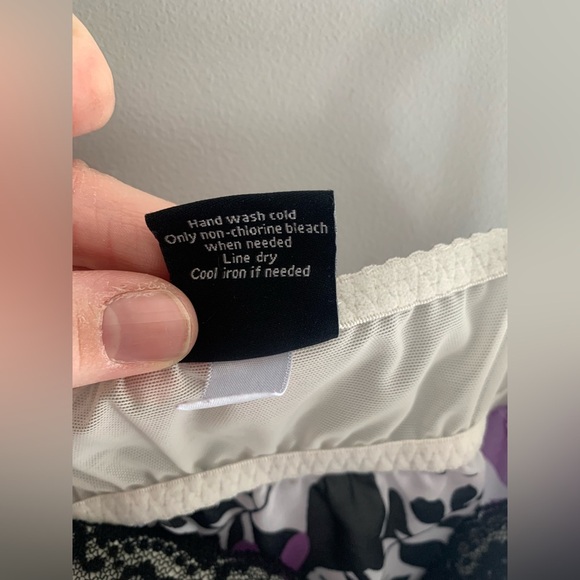 Hand wash cold
Only non-chlorine bleach
when needed
Line dry
Cool iron if needed